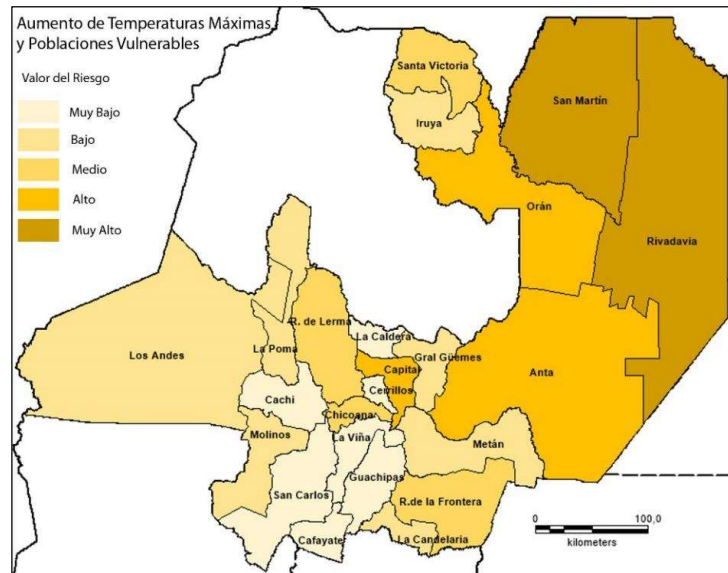 Aumento de Temperaturas Máximas
y Poblaciones Vulnerables
Valor del Riesgo
Muy Bajo
Bajo
Medio
Alto
Muy Alto
Santa Victoria
Iruya
San Martín
Orán
Rivadavia
R. de Lerma
La Caldera
Los Andes
La Poma
Gral Güemes
Capital
Anta
Cerrillos
Cachi
Chicoana
Molinos
La Viña
Metán
Guachipas
San Carlos
R.de la Frontera
Cafayate
La Candelaria
0
100,0
kilometers